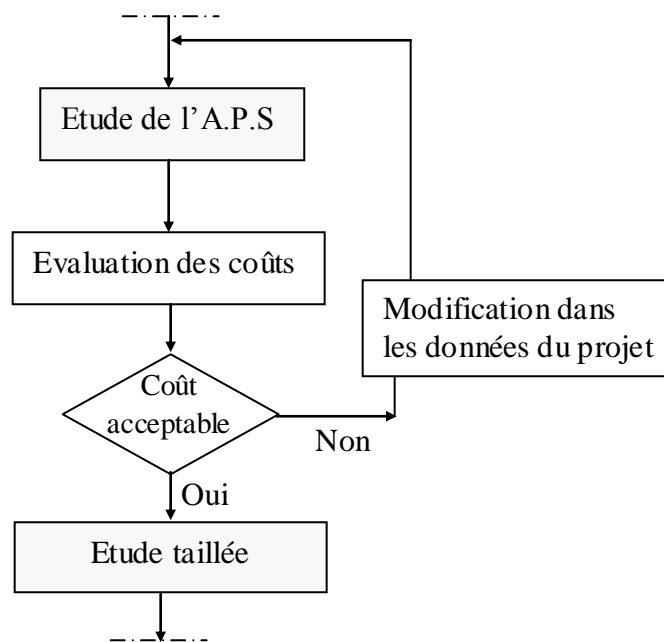 Etude de l’A.P.S
Evaluation des coûts
Modification dans
les données du projet
Coût
acceptable
Non
Oui
Etude taillée